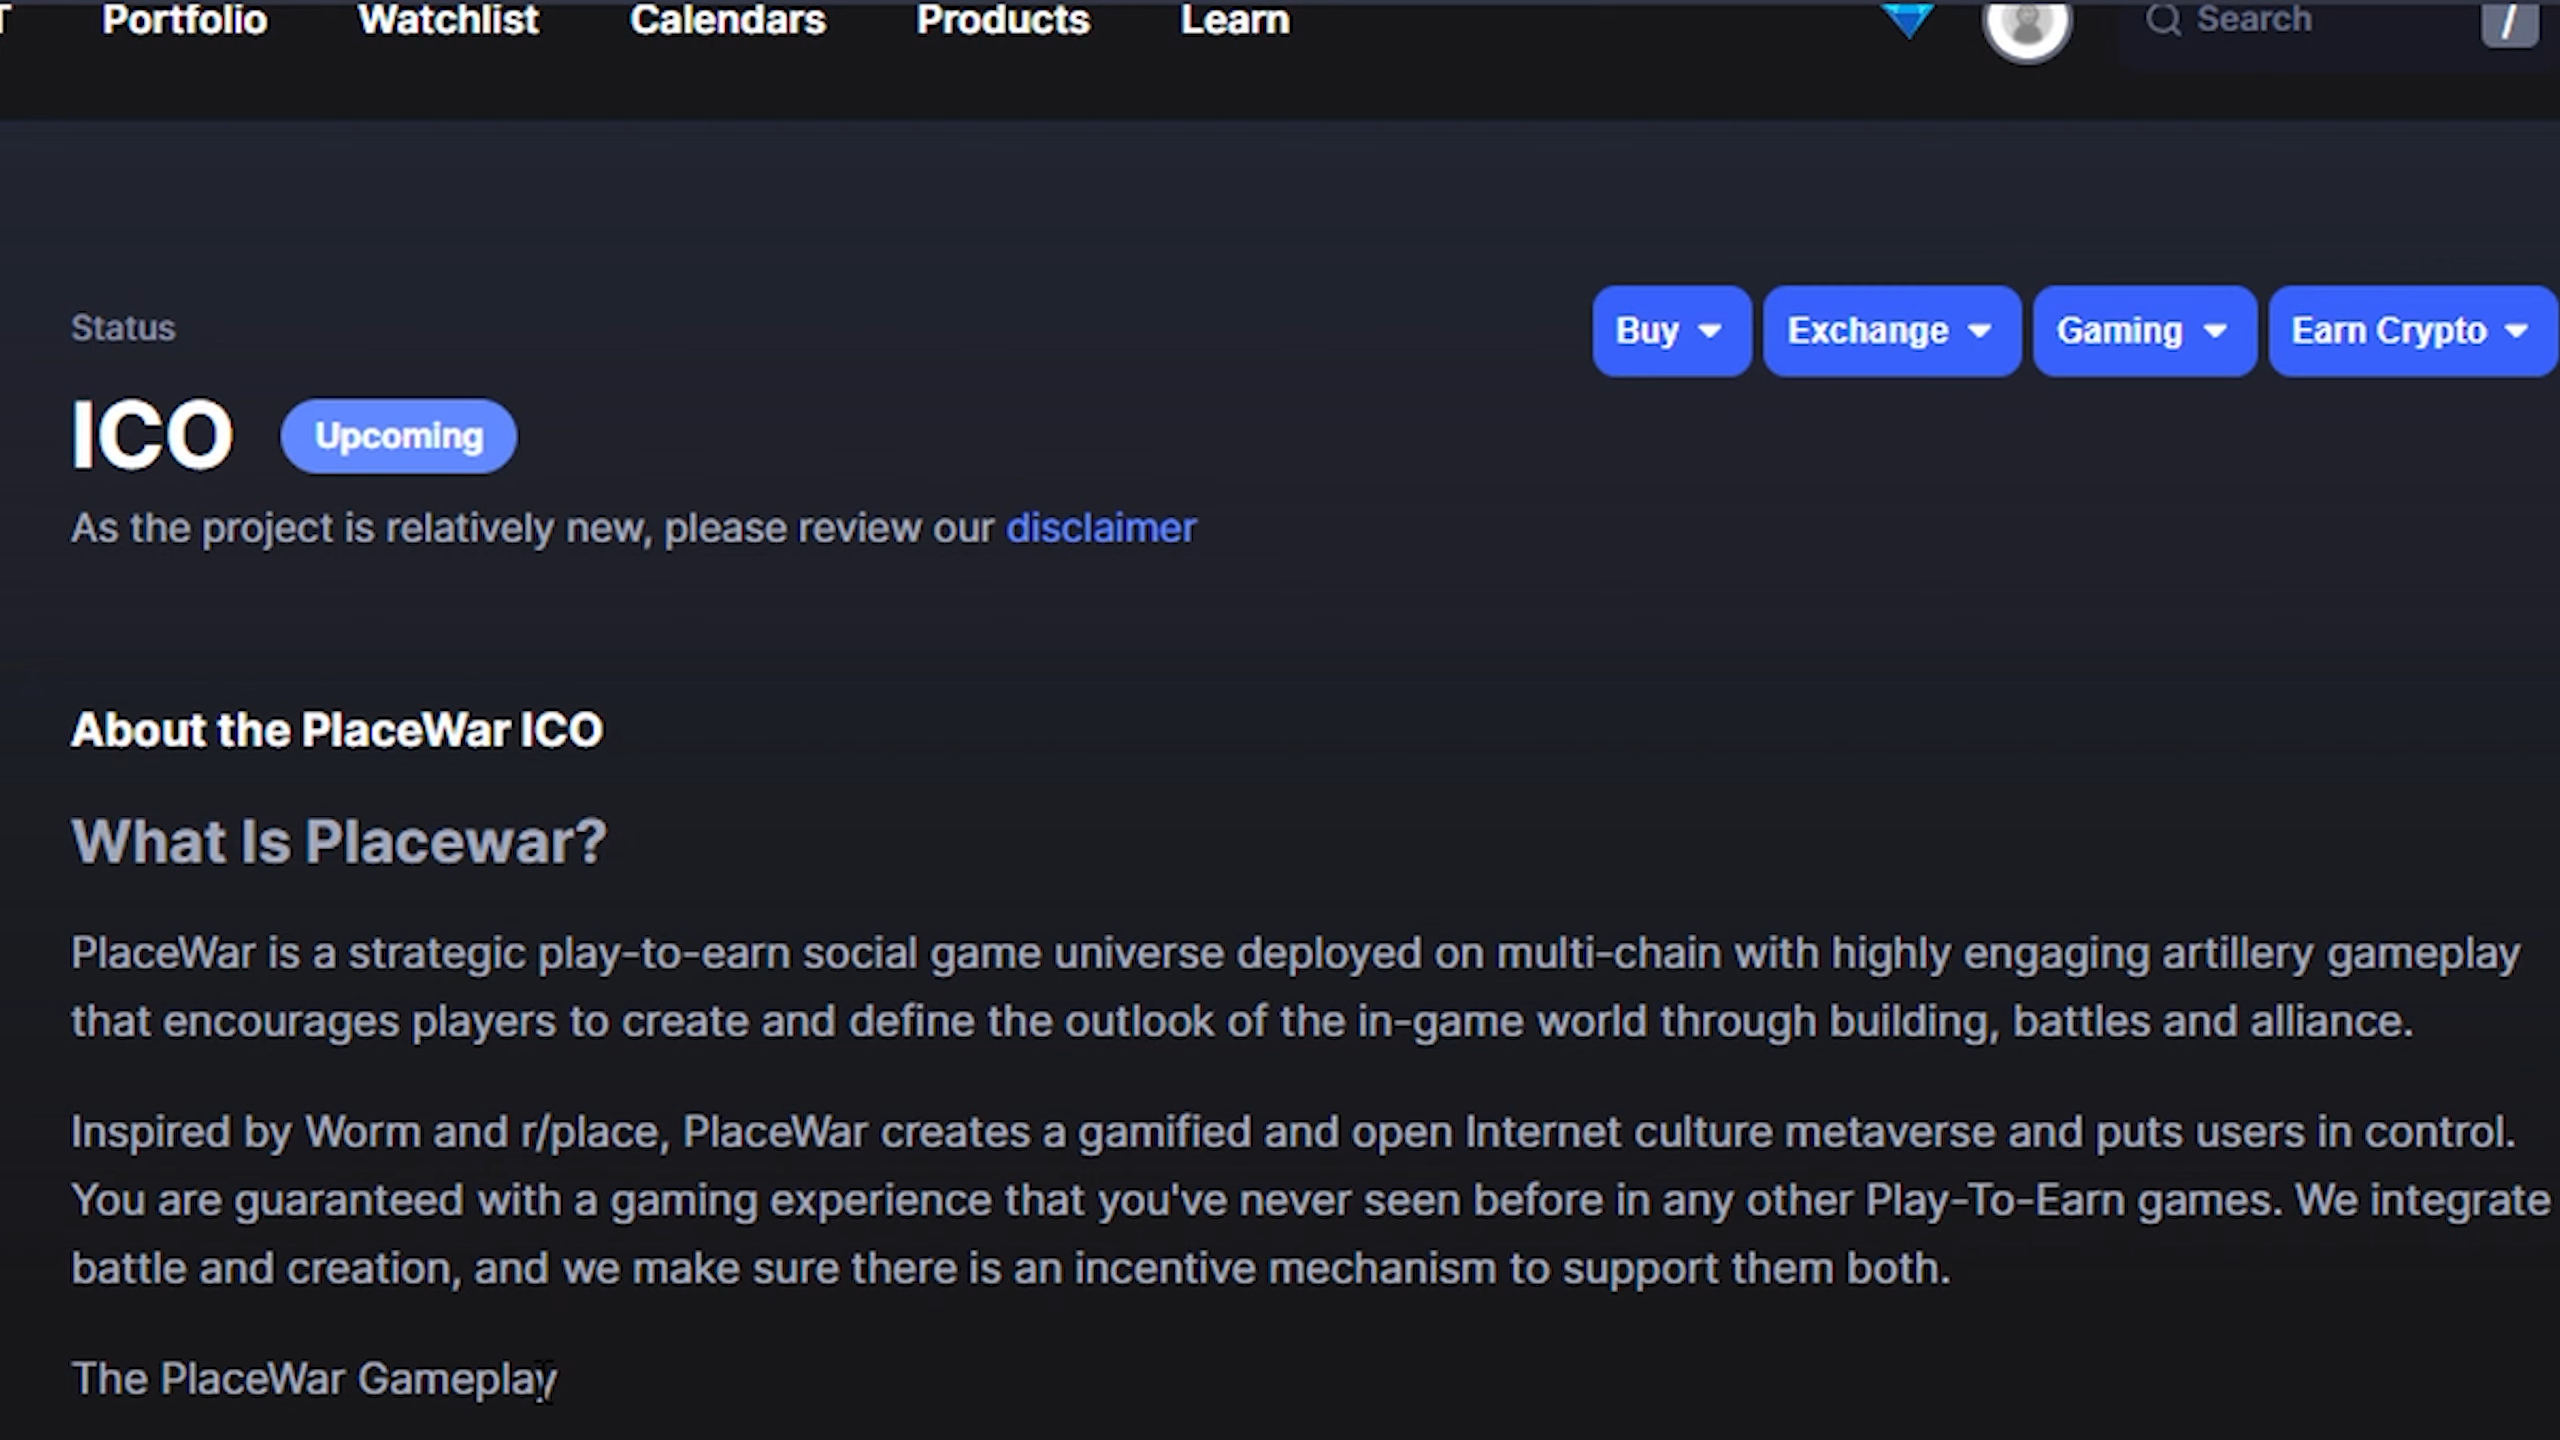 Portfolio Watchlist Calendars Products Learn Search /
Status
Buy Exchange Gaming Earn Crypto
ICO Upcoming
As the project is relatively new, please review our disclaimer
About the PlaceWar ICO
What Is Placewar?
PlaceWar is a strategic play-to-earn social game universe deployed on multi-chain with highly engaging artillery gameplay
that encourages players to create and define the outlook of the in-game world through building, battles and alliance.
Inspired by Worm and r/place, PlaceWar creates a gamified and open Internet culture metaverse and puts users in control.
You are guaranteed with a gaming experience that you've never seen before in any other Play-To-Earn games. We integrate
battle and creation, and we make sure there is an incentive mechanism to support them both.
The PlaceWar Gameplay